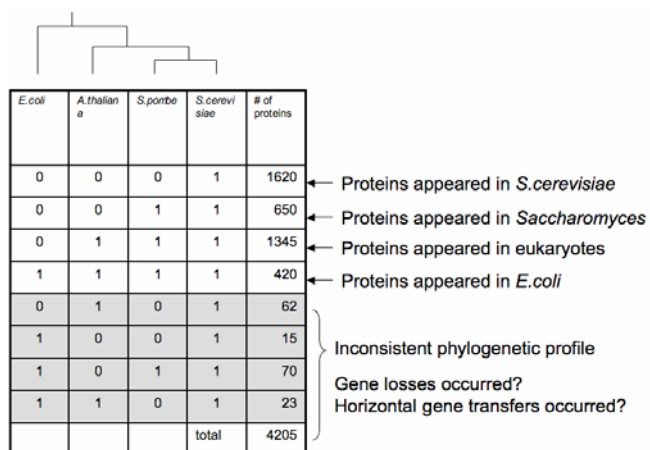 E.coli A.thalian a S.pombe S.cerevi siae # of proteins
0 0 0 1 1620 Proteins appeared in S.cerevisiae
0 0 1 1 650 Proteins appeared in Saccharomyces
0 1 1 1 1345 Proteins appeared in eukaryotes
1 1 1 1 420 Proteins appeared in E.coli
0 1 0 1 62
1 0 0 1 15 Inconsistent phylogenetic profile
1 0 1 1 70 Gene losses occurred?
1 1 0 1 23 Horizontal gene transfers occurred?
total 4205